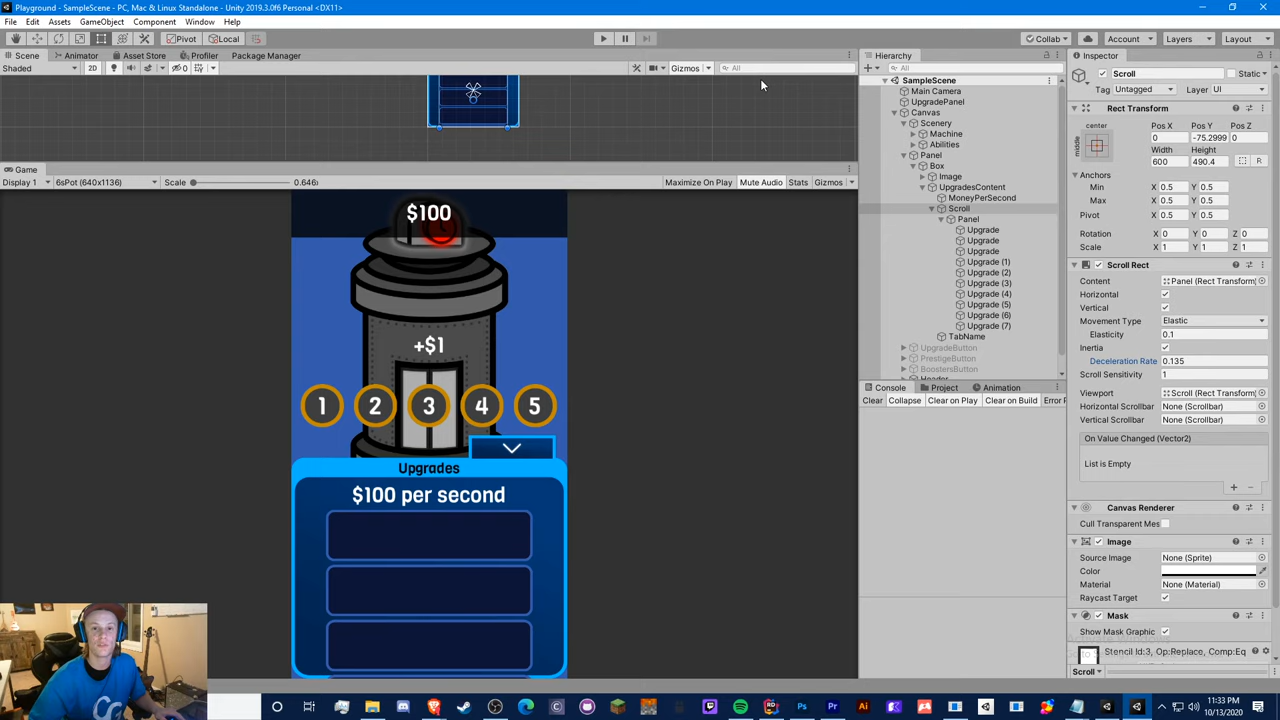 Playground - SampleScene - PC, Mac & Linux Standalone - Unity 2019.3.0f6 Personal <DX11>
File Edit Assets GameObject Component Window Help
Pivot Local Collab Account Layers Layout
Scene Animator Asset Store Profiler Package Manager
Shaded 2D 0 Gizmos All
Game
Display 1 6sPot (640x1136) Scale 0.646x Maximize On Play Mute Audio Stats Gizmos
$100
+$1
1 2 3 4 5
Upgrades
$100 per second
Hierarchy
All
SampleScene
Main Camera
UpgradePanel
Canvas
Scenery
Machine
Abilities
Panel
Box
Image
UpgradesContent
MoneyPerSecond
Scroll
Panel
Upgrade
Upgrade
Upgrade
Upgrade (1)
Upgrade (2)
Upgrade (3)
Upgrade (4)
Upgrade (5)
Upgrade (6)
Upgrade (7)
TabName
UpgradeButton
PrestigeButton
BoostersButton
Header
Console Project Animation
Clear Collapse Clear on Play Clear on Build Error P
Inspector
Scroll Static
Tag Untagged Layer UI
Rect Transform
center Pos X Pos Y Pos Z
middle 0 -75.2999 0
Width Height
600 490.4 R
Anchors
Min X 0.5 Y 0.5
Max X 0.5 Y 0.5
Pivot X 0.5 Y 0.5
Rotation X 0 Y 0 Z 0
Scale X 1 Y 1 Z 1
Scroll Rect
Content Panel (Rect Transform)
Horizontal
Vertical
Movement Type Elastic
Elasticity 0.1
Inertia
Deceleration Rate 0.135
Scroll Sensitivity 1
Viewport Scroll (Rect Transform)
Horizontal Scrollbar None (Scrollbar)
Vertical Scrollbar None (Scrollbar)
On Value Changed (Vector2)
List is Empty
Canvas Renderer
Cull Transparent Mes
Image
Source Image None (Sprite)
Color
Material None (Material)
Raycast Target
Mask
Show Mask Graphic
Stencil Id:3, Op:Replace, Comp:Eq
Scroll
11:33 PM
10/13/2020